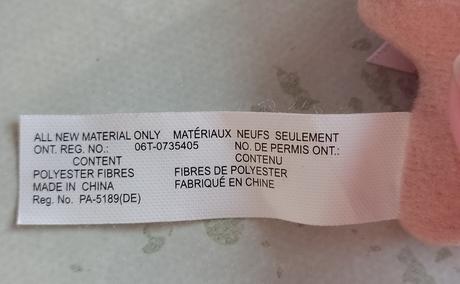 ALL NEW MATERIAL ONLY MATÉRIAUX NEUFS SEULEMENT
ONT. REG. NO.: 06T-0735405 NO. DE PERMIS ONT.:
CONTENT CONTENU
POLYESTER FIBRES FIBRES DE POLYESTER
MADE IN CHINA FABRIQUÉ EN CHINE
Reg. No. PA-5189(DE)